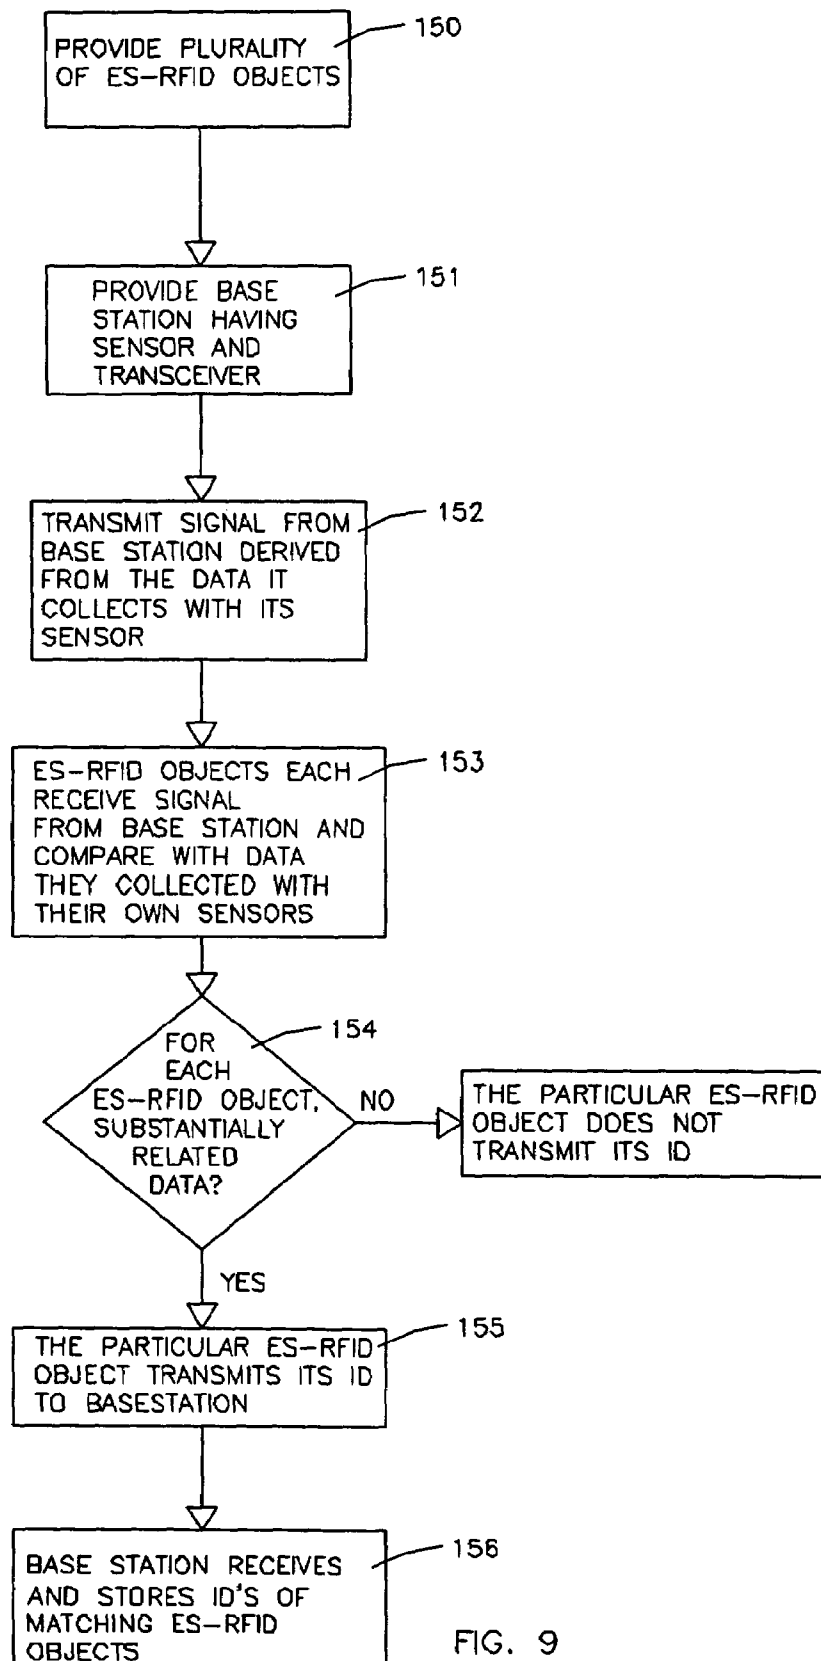 150
PROVIDE PLURALITY
OF ES-RFID OBJECTS
151
PROVIDE BASE
STATION HAVING
SENSOR AND
TRANSCEIVER
152
TRANSMIT SIGNAL FROM
BASE STATION DERIVED
FROM THE DATA IT
COLLECTS WITH ITS
SENSOR
153
ES-RFID OBJECTS EACH
RECEIVE SIGNAL
FROM BASE STATION AND
COMPARE WITH DATA
THEY COLLECTED WITH
THEIR OWN SENSORS
154
FOR
EACH
ES-RFID OBJECT,
SUBSTANTIALLY
RELATED
DATA?
NO
THE PARTICULAR ES-RFID
OBJECT DOES NOT
TRANSMIT ITS ID
YES
155
THE PARTICULAR ES-RFID
OBJECT TRANSMITS ITS ID
TO BASESTATION
156
BASE STATION RECEIVES
AND STORES ID'S OF
MATCHING ES-RFID
OBJECTS
FIG. 9